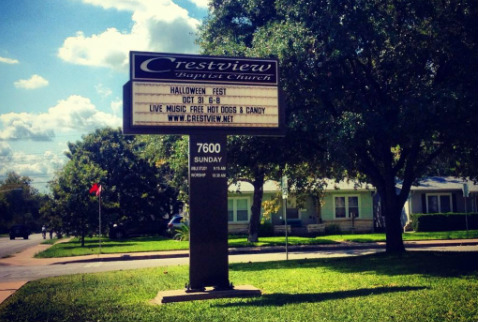 Crestview
Baptist Church
HALLOWEEN FEST
OCT 31 6-8
LIVE MUSIC FREE HOT DOGS & CANDY
WWW.CRESTVIEW.NET
7600
SUNDAY